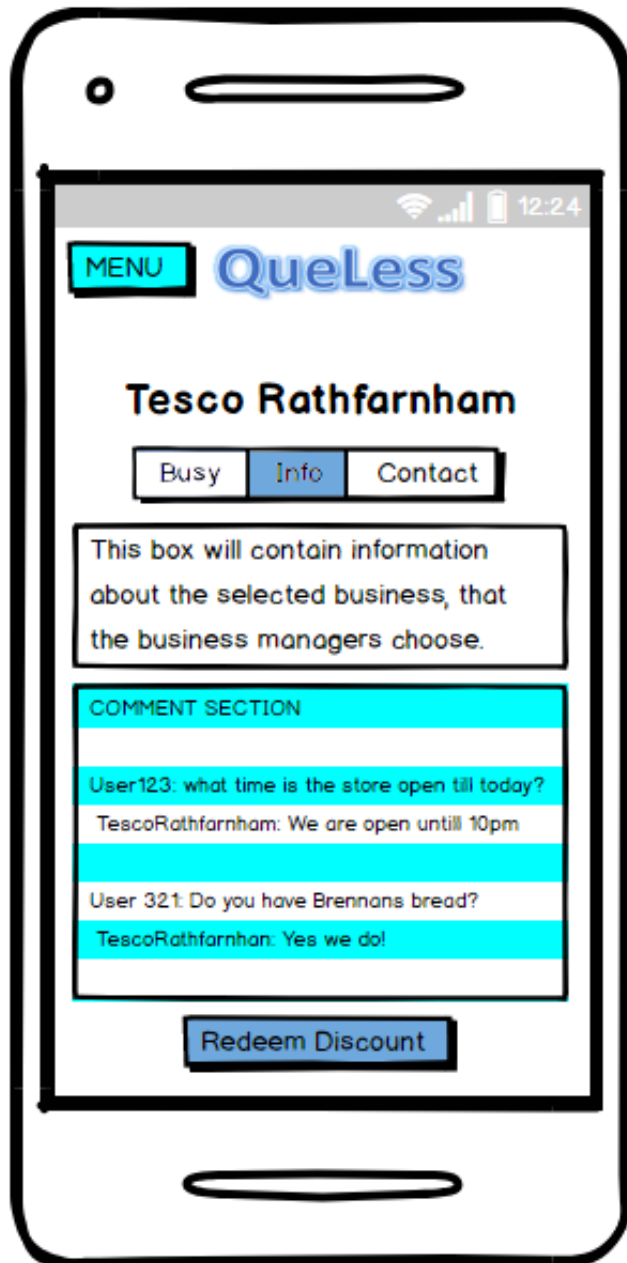 12:24
MENU QueLess
Tesco Rathfarnham
Busy Info Contact
This box will contain information
about the selected business, that
the business managers choose.
COMMENT SECTION
User123: what time is the store open till today?
TescoRathfarnham: We are open untill 10pm
User 321: Do you have Brennans bread?
TescoRathfarnhan: Yes we do!
Redeem Discount